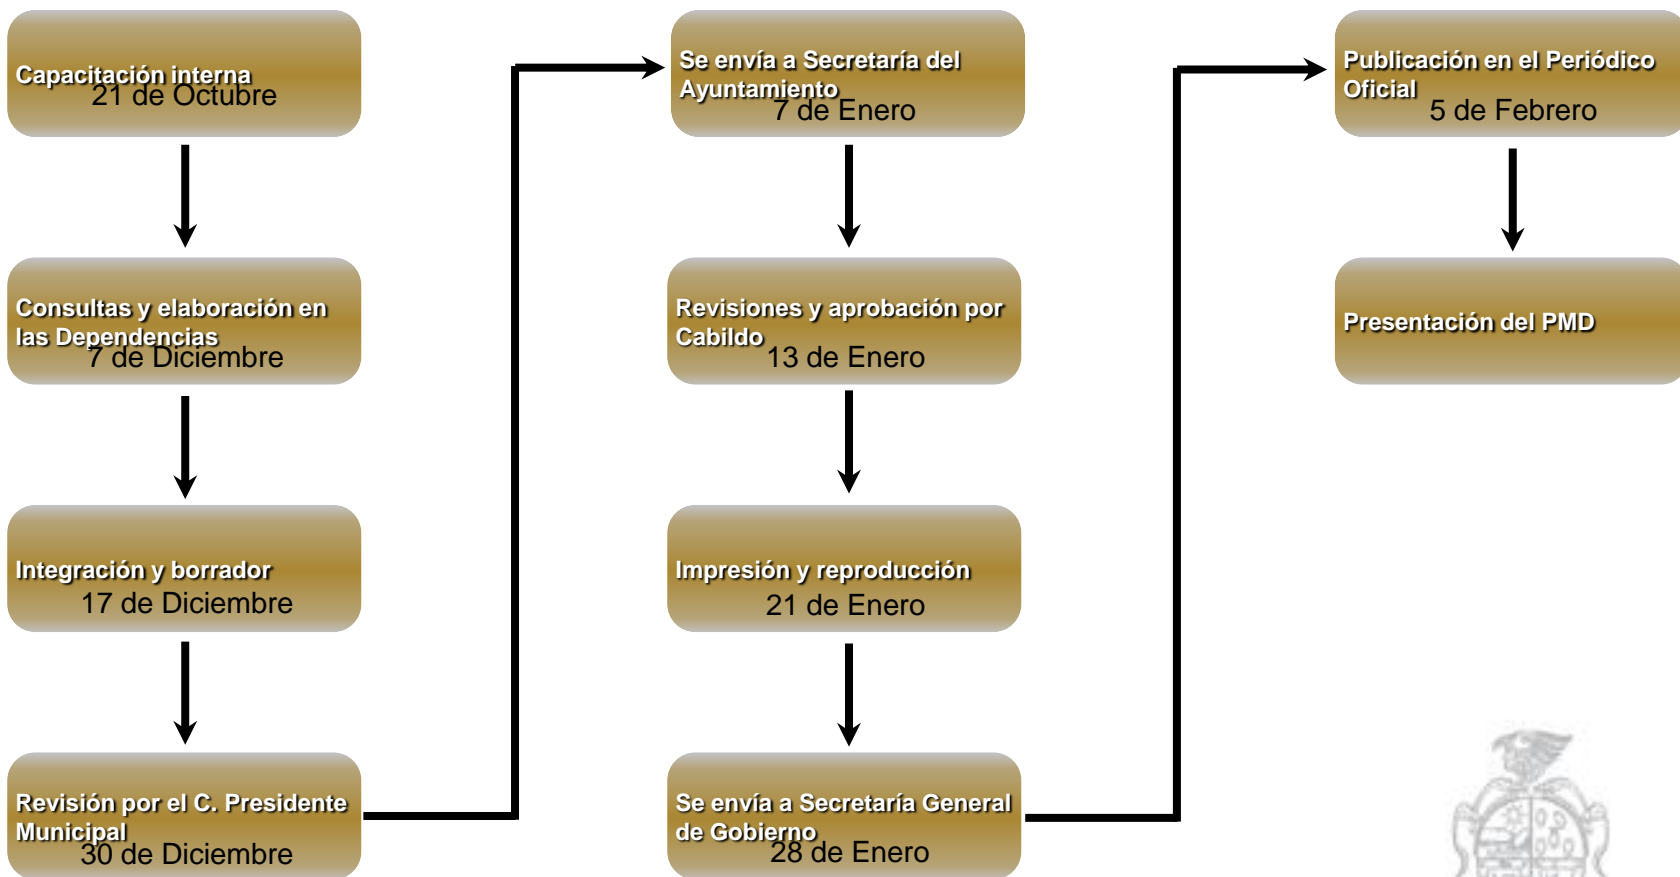 Capacitación interna
21 de Octubre
Consultas y elaboración en
las Dependencias
7 de Diciembre
Integración y borrador
17 de Diciembre
Revisión por el C. Presidente
Municipal
30 de Diciembre
Se envía a Secretaría del
Ayuntamiento
7 de Enero
Revisiones y aprobación por
Cabildo
13 de Enero
Impresión y reproducción
21 de Enero
Se envía a Secretaría General
de Gobierno
28 de Enero
Publicación en el Periódico
Oficial
5 de Febrero
Presentación del PMD